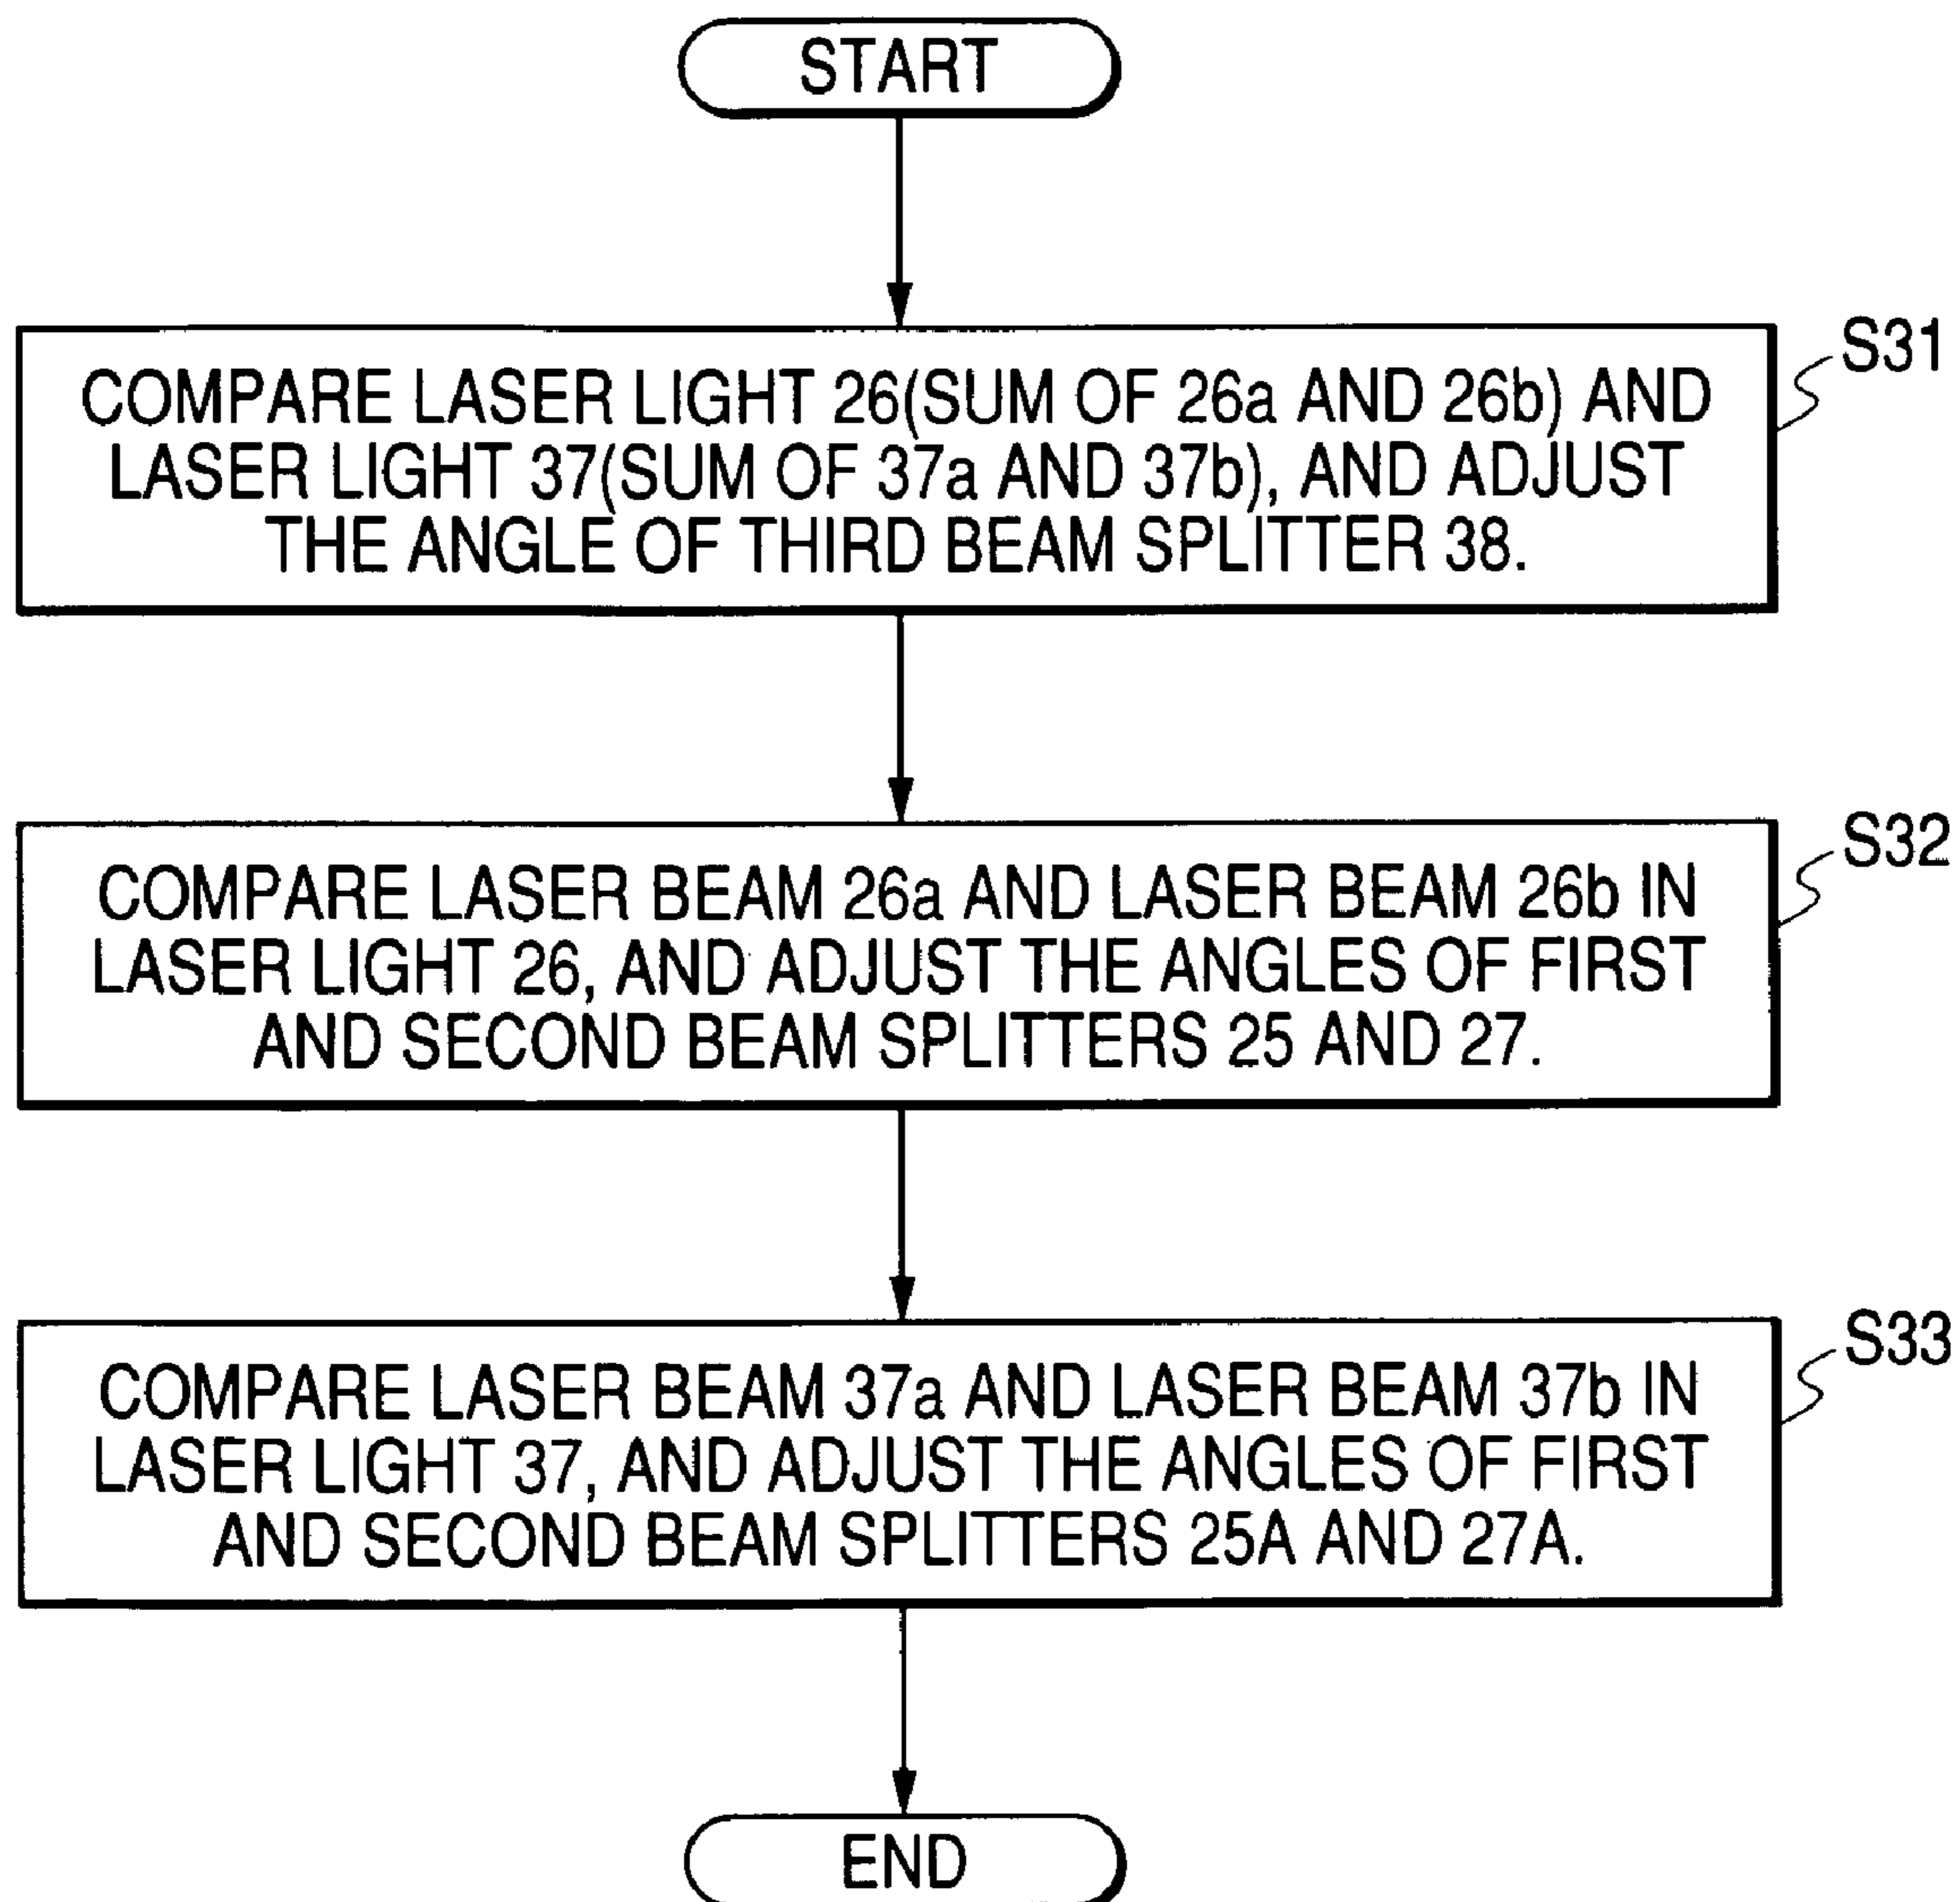 START
S31
COMPARE LASER LIGHT 26(SUM OF 26a AND 26b) AND
LASER LIGHT 37(SUM OF 37a AND 37b), AND ADJUST
THE ANGLE OF THIRD BEAM SPLITTER 38.
S32
COMPARE LASER BEAM 26a AND LASER BEAM 26b IN
LASER LIGHT 26, AND ADJUST THE ANGLES OF FIRST
AND SECOND BEAM SPLITTERS 25 AND 27.
S33
COMPARE LASER BEAM 37a AND LASER BEAM 37b IN
LASER LIGHT 37, AND ADJUST THE ANGLES OF FIRST
AND SECOND BEAM SPLITTERS 25A AND 27A.
END